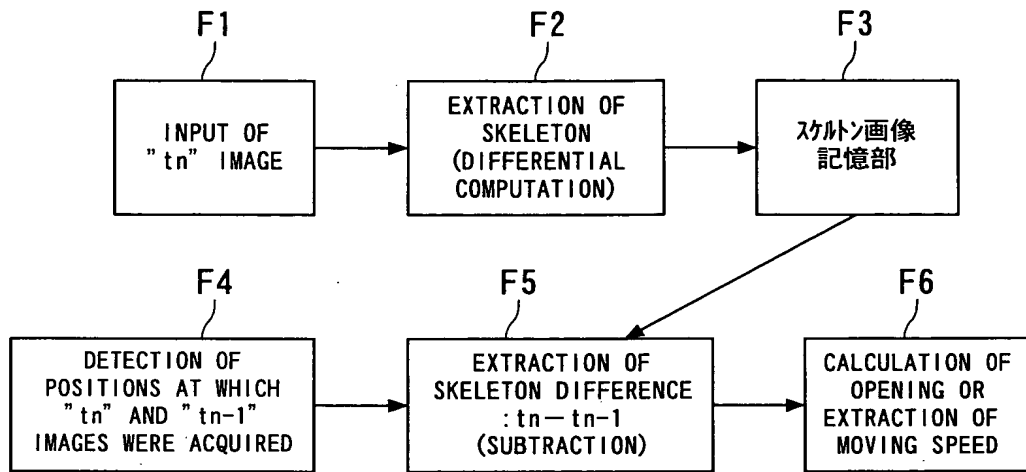 F1
F2
F3
INPUT OF
"tn" IMAGE
EXTRACTION OF
SKELETON
(DIFFERENTIAL
COMPUTATION)
スケルトン画像
記憶部
F4
F5
F6
DETECTION OF
POSITIONS AT WHICH
"tn" AND "tn-1"
IMAGES WERE ACQUIRED
EXTRACTION OF
SKELETON DIFFERENCE
:tn—tn-1
(SUBTRACTION)
CALCULATION OF
OPENING OR
EXTRACTION OF
MOVING SPEED